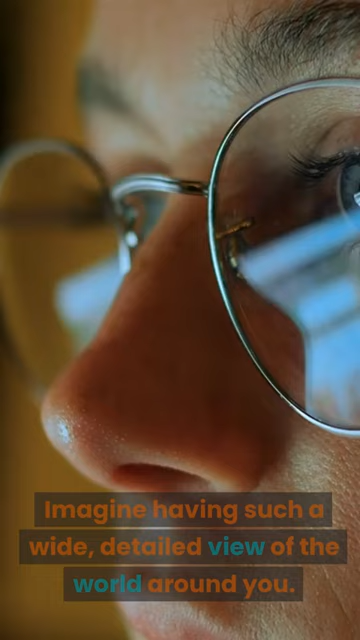 Imagine having such a
wide, detailed view of the
world around you.